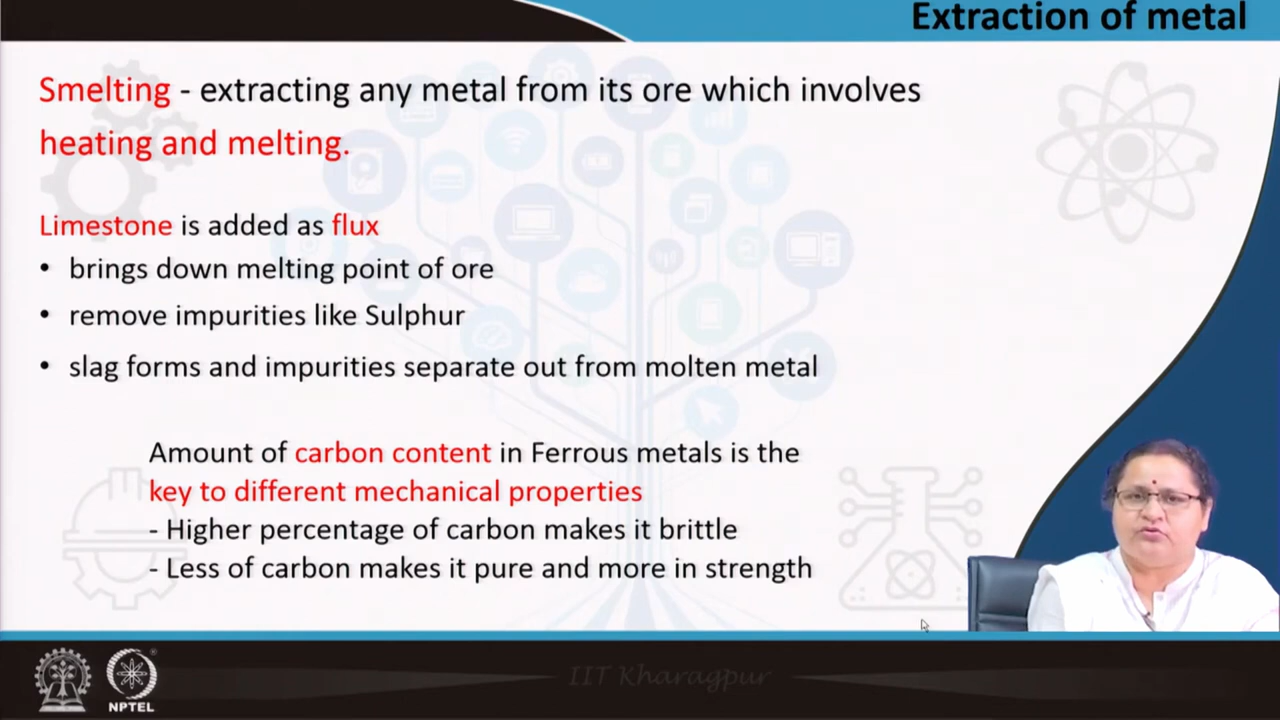 Extraction of metal
Smelting - extracting any metal from its ore which involves
heating and melting.
Limestone is added as flux
• brings down melting point of ore
• remove impurities like Sulphur
• slag forms and impurities separate out from molten metal
Amount of carbon content in Ferrous metals is the
key to different mechanical properties
- Higher percentage of carbon makes it brittle
- Less of carbon makes it pure and more in strength
IIT Kharagpur
NPTEL